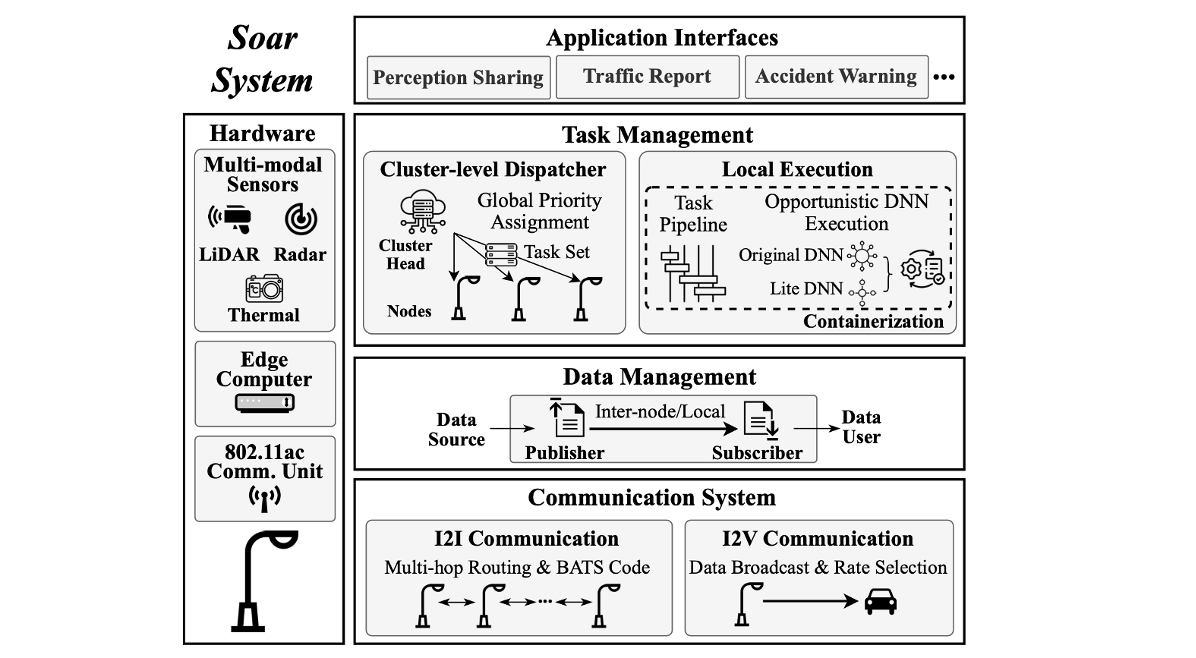 Soar
System
Application Interfaces
Perception Sharing
Traffic Report
Accident Warning
•••
Hardware
Multi-modal
Sensors
LiDAR Radar
°C
Thermal
Edge
Computer
802.11ac
Comm. Unit
Task Management
Cluster-level Dispatcher
Global Priority
Assignment
Cluster
Head
Task Set
Nodes
Local Execution
Task
Pipeline
Opportunistic DNN
Execution
Original DNN
Lite DNN
Containerization
Data Management
Data
Source
Inter-node/Local
Publisher
Subscriber
Data
User
Communication System
I2I Communication
Multi-hop Routing & BATS Code
•••
I2V Communication
Data Broadcast & Rate Selection